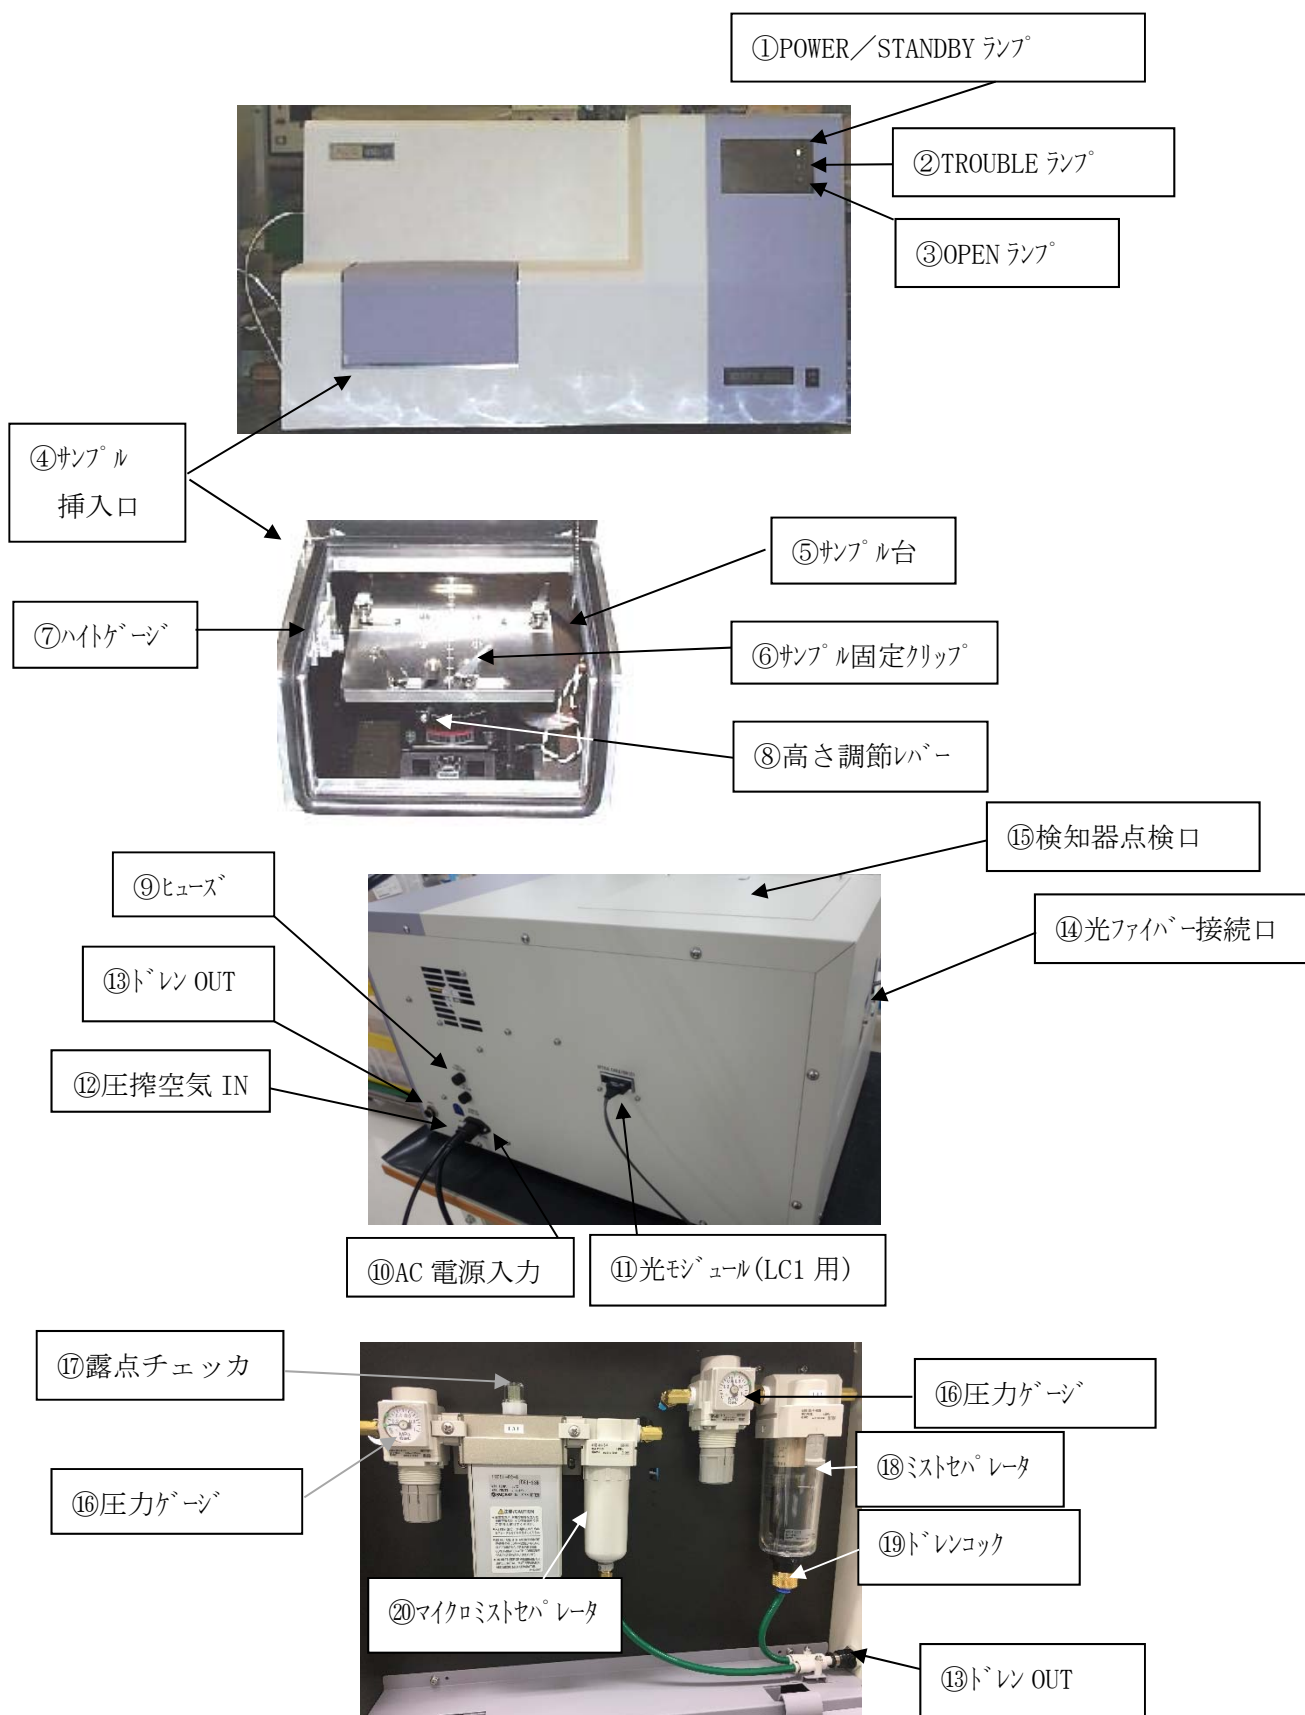 ①POWER／STANDBY ﾗﾝﾌﾟ
②TROUBLE ﾗﾝﾌﾟ
③OPEN ﾗﾝﾌﾟ
④ｻﾝﾌﾟﾙ
挿入口
⑤ｻﾝﾌﾟﾙ台
⑦ﾊｲﾄｹﾞｰｼﾞ
⑥ｻﾝﾌﾟﾙ固定ｸﾘｯﾌﾟ
⑧高さ調節ﾚﾊﾞｰ
⑮検知器点検口
⑨ﾋｭｰｽﾞ
⑭光ﾌｧｲﾊﾞｰ接続口
⑬ﾄﾞﾚﾝ OUT
⑫圧搾空気 IN
⑩AC 電源入力
⑪光ﾓｼﾞｭｰﾙ(LC1 用)
⑰露点チェッカ
⑯圧力ｹﾞｰｼﾞ
⑱ﾐｽﾄｾﾊﾟﾚｰﾀ
⑯圧力ｹﾞｰｼﾞ
⑲ﾄﾞﾚﾝｺｯｸ
⑳ﾏｲｸﾛﾐｽﾄｾﾊﾟﾚｰﾀ
⑬ﾄﾞﾚﾝ OUT